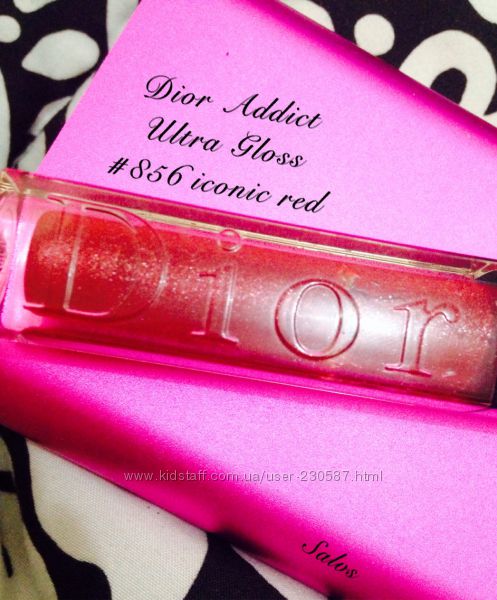 Dior Addict
Ultra Gloss
#856 iconic red
Dior
www.kidstaff.com.ua/user-230587.html
Salos